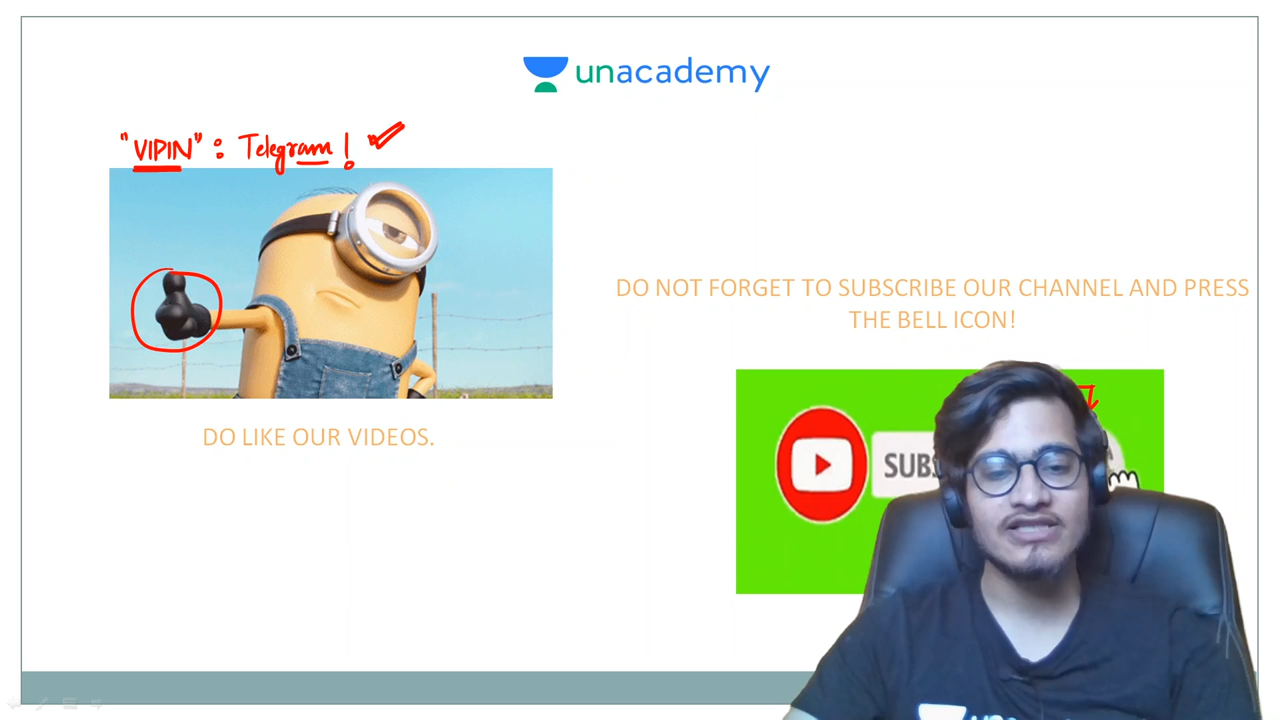 unacademy
"VIPIN" : Telegram !
DO LIKE OUR VIDEOS.
DO NOT FORGET TO SUBSCRIBE OUR CHANNEL AND PRESS
THE BELL ICON!
SUBS